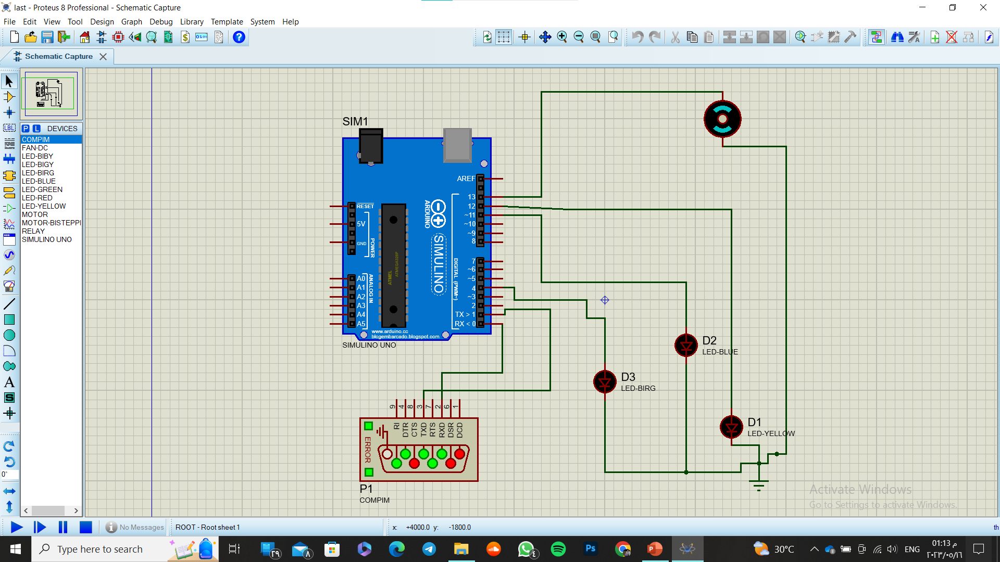 last - Proteus 8 Professional - Schematic Capture
File Edit View Tool Design Graph Debug Library Template System Help
Schematic Capture
P L DEVICES
COMPIM
FAN-DC
LED-BIBY
LED-BIGY
LED-BIRG
LED-BLUE
LED-GREEN
LED-RED
LED-YELLOW
MOTOR
MOTOR-BISTEPPI
RELAY
SIMULINO UNO
LBL
A
S
0°
SIM1
AREF
13
12
~11
~10
~9
8
7
~6
~5
4
~3
2
TX > 1
RX < 0
RESET
5V
GND
POWER
A0
A1
A2
A3
A4
A5
ANALOG IN
ATMEL
ATMEGA328P
ARDUINO
SIMULINO
DIGITAL (PWM~)
www.arduino.cc
blogembarcado.blogspot.com
SIMULINO UNO
D2
LED-BLUE
D3
LED-BIRG
D1
LED-YELLOW
9 4 8 3 7 2 6 1
RI DTR CTS TXD RTS RXD DSR DCD
ERROR
P1
COMPIM
Activate Windows
Go to Settings to activate Windows.
No Messages ROOT - Root sheet 1 x: +4000.0 y: -1800.0 th
Type here to search ٢٩ ٨ ٤ Ps P 30°C ENG 01:13 م
٢٠٢٣/٠٥/١٦